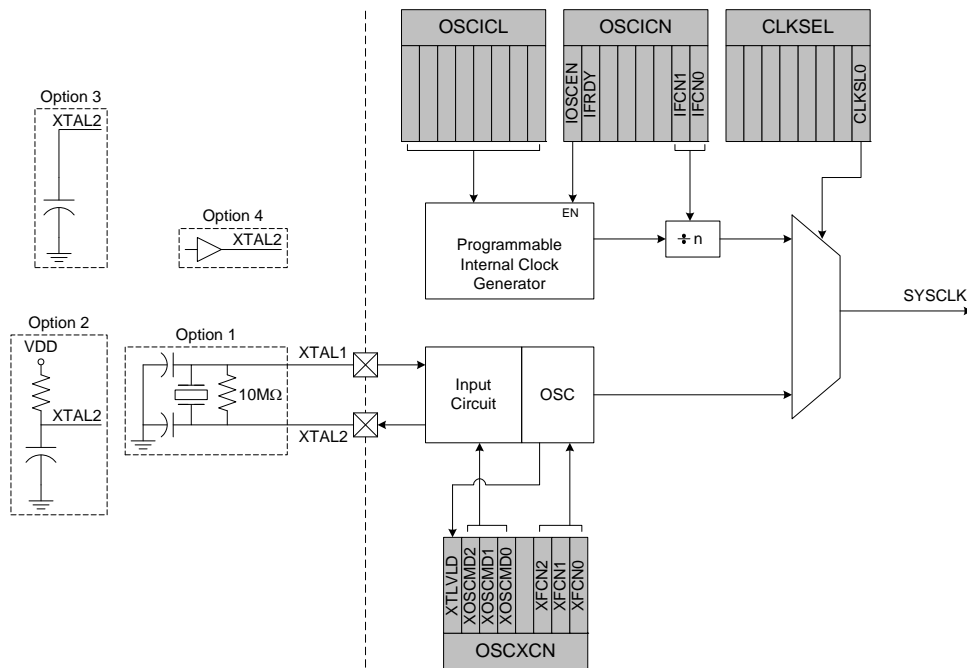 OSCICL
OSCICN
CLKSEL
IOSCEN
IFRDY
IFCN1
IFCN0
CLKSL0
Option 3
XTAL2
Option 4
XTAL2
EN
Programmable
Internal Clock
Generator
÷ n
SYSCLK
Option 2
VDD
XTAL2
Option 1
10MΩ
XTAL1
XTAL2
Input
Circuit
OSC
XTLVLD
XOSCMD2
XOSCMD1
XOSCMD0
XFCN2
XFCN1
XFCN0
OSCXCN